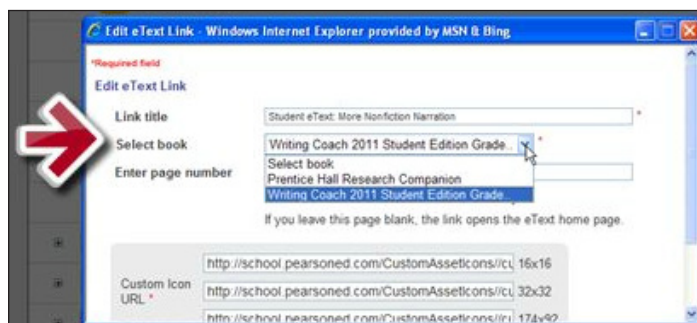 Edit eText Link - Windows Internet Explorer provided by MSN & Bing
*Required field
Edit eText Link
Link title
Student eText: More Nonfiction Narration
*
Select book
Writing Coach 2011 Student Edition Grade..
*
Select book
Prentice Hall Research Companion
Writing Coach 2011 Student Edition Grade..
Enter page number
If you leave this page blank, the link opens the eText home page.
Custom Icon URL *
http://school.pearsoned.com/CustomAssetIcons//cu 16x16
http://school.pearsoned.com/CustomAssetIcons//cu 32x32
http://school.pearsoned.com/CustomAssetIcons//cu 174x92